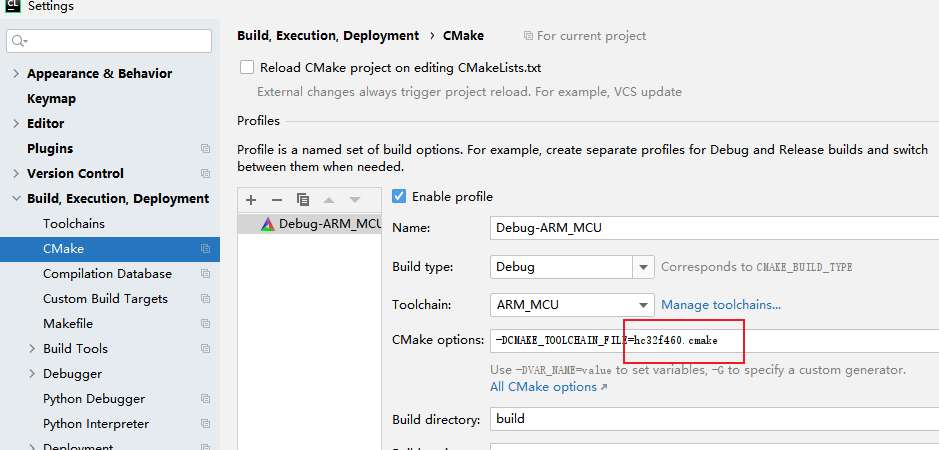 CL Settings
Build, Execution, Deployment › CMake For current project
Reload CMake project on editing CMakeLists.txt
External changes always trigger project reload. For example, VCS update
Profiles
Profile is a named set of build options. For example, create separate profiles for Debug and Release builds and switch
between them when needed.
Appearance & Behavior
Keymap
Editor
Plugins
Version Control
Build, Execution, Deployment
Toolchains
CMake
Compilation Database
Custom Build Targets
Makefile
Build Tools
Debugger
Python Debugger
Python Interpreter
Deployment
Debug-ARM_MCU
Enable profile
Name: Debug-ARM_MCU
Build type: Debug Corresponds to CMAKE_BUILD_TYPE
Toolchain: ARM_MCU Manage toolchains...
CMake options: -DCMAKE_TOOLCHAIN_FILE=hc32f460.cmake
Use -DVAR_NAME=value to set variables, -G to specify a custom generator.
All CMake options ↗
Build directory: build